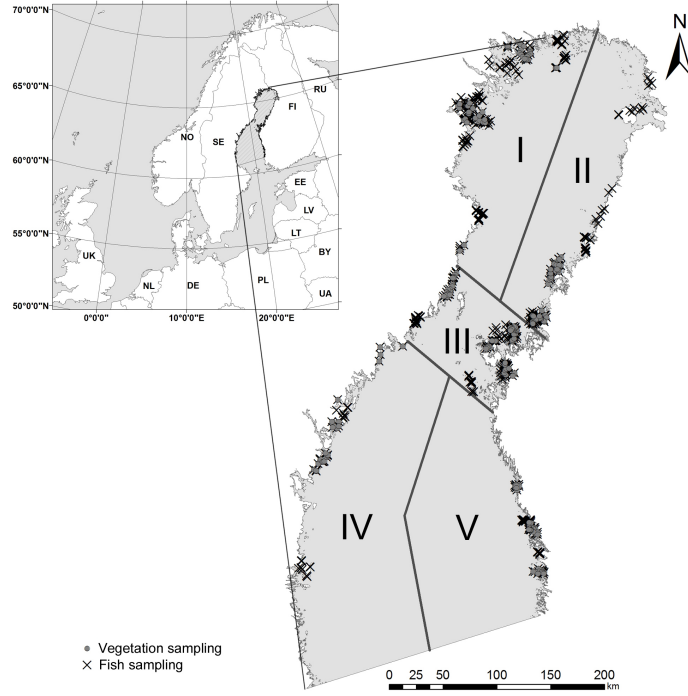 70°0'0"N
65°0'0"N
60°0'0"N
55°0'0"N
50°0'0"N
0°0'0"E
10°0'0"E
20°0'0"E
RU
FI
NO
SE
EE
LV
LT
BY
UK
NL
DE
PL
UA
N
I
II
III
IV
V
Vegetation sampling
Fish sampling
0 25 50 100 150 200
km